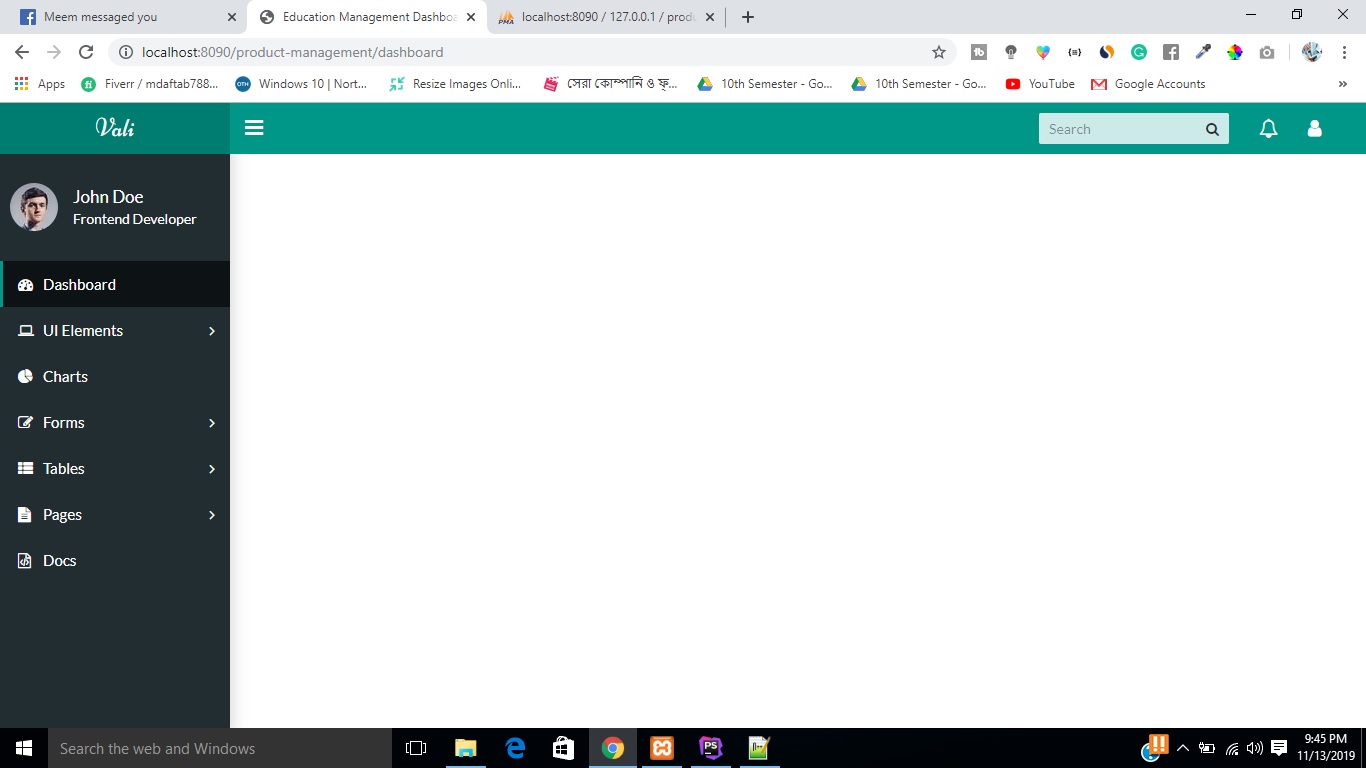 Meem messaged you
Education Management Dashboa
localhost:8090 / 127.0.0.1 / produ
localhost:8090/product-management/dashboard
Apps
Fiverr / mdaftab788...
Windows 10 | Nort...
Resize Images Onli...
সেরা কোম্পানি ও ফ্...
10th Semester - Go...
10th Semester - Go...
YouTube
Google Accounts
»
Vali
Search
John Doe
Frontend Developer
Dashboard
UI Elements
Charts
Forms
Tables
Pages
Docs
Search the web and Windows
9:45 PM
11/13/2019